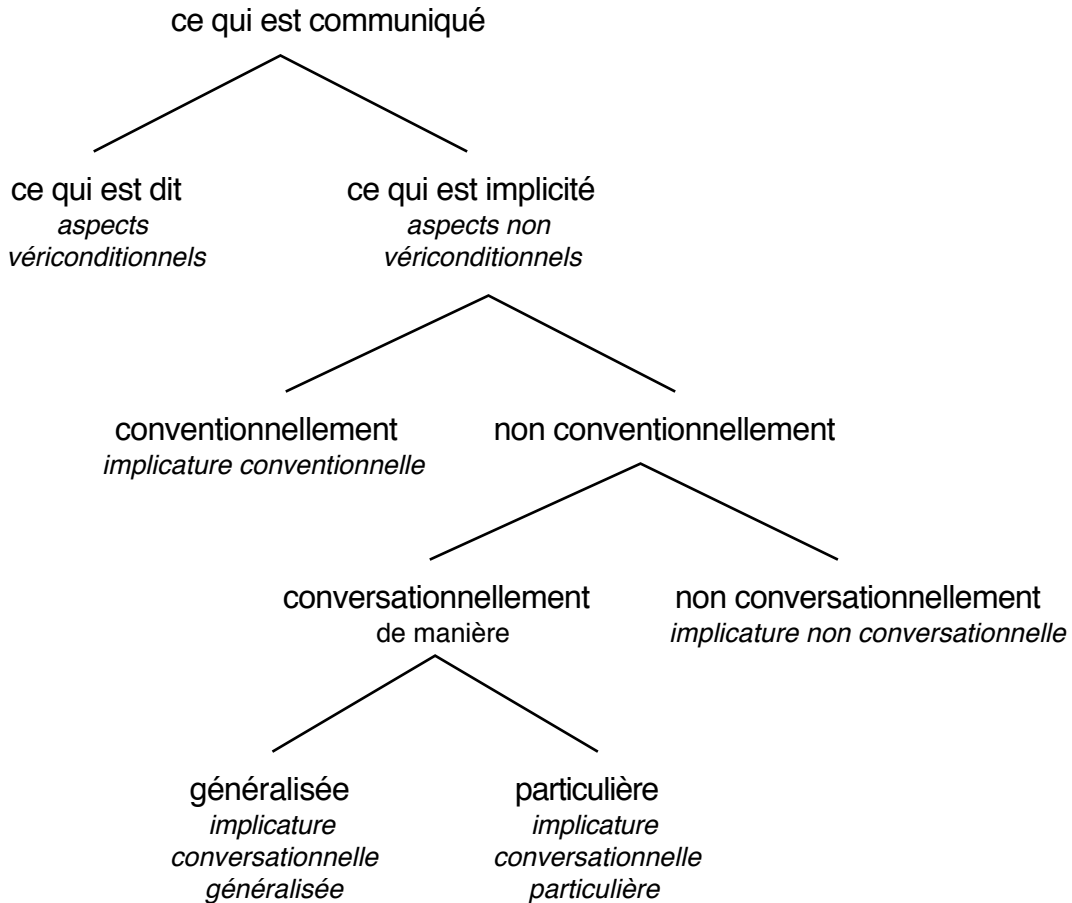 ce qui est communiqué
ce qui est dit
aspects
vériconditionnels
ce qui est implicité
aspects non
vériconditionnels
conventionnellement
implicature conventionnelle
non conventionnellement
conversationnellement
de manière
non conversationnellement
implicature non conversationnelle
généralisée
implicature
conversationnelle
généralisée
particulière
implicature
conversationnelle
particulière